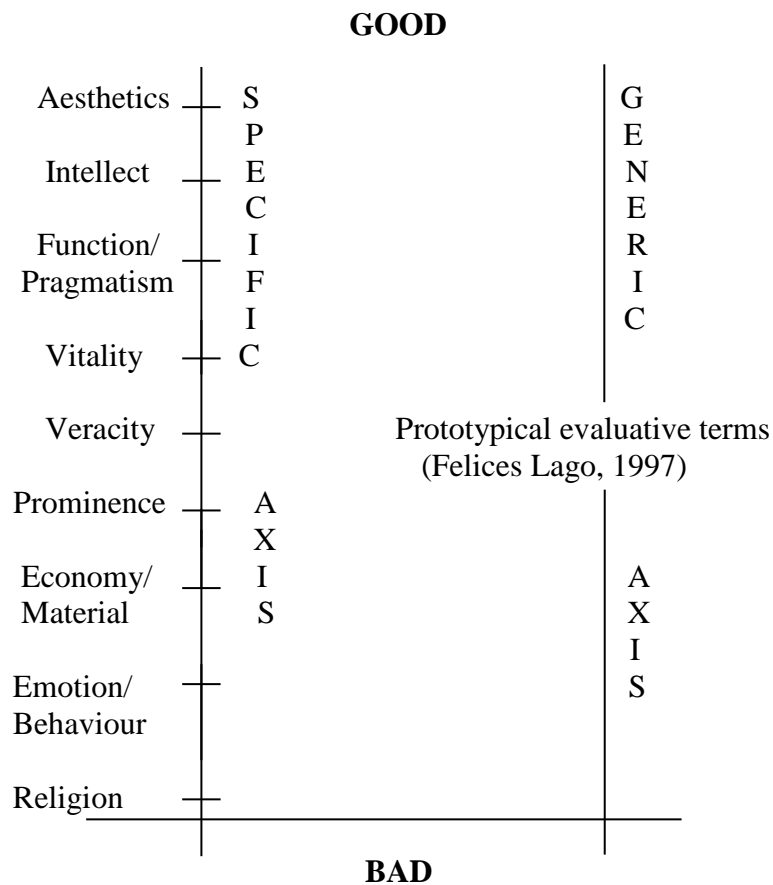 GOOD
Aesthetics
Intellect
Function/
Pragmatism
Vitality
Veracity
Prominence
Economy/
Material
Emotion/
Behaviour
Religion
S
P
E
C
I
F
I
C
A
X
I
S
G
E
N
E
R
I
C
Prototypical evaluative terms
(Felices Lago, 1997)
A
X
I
S
BAD